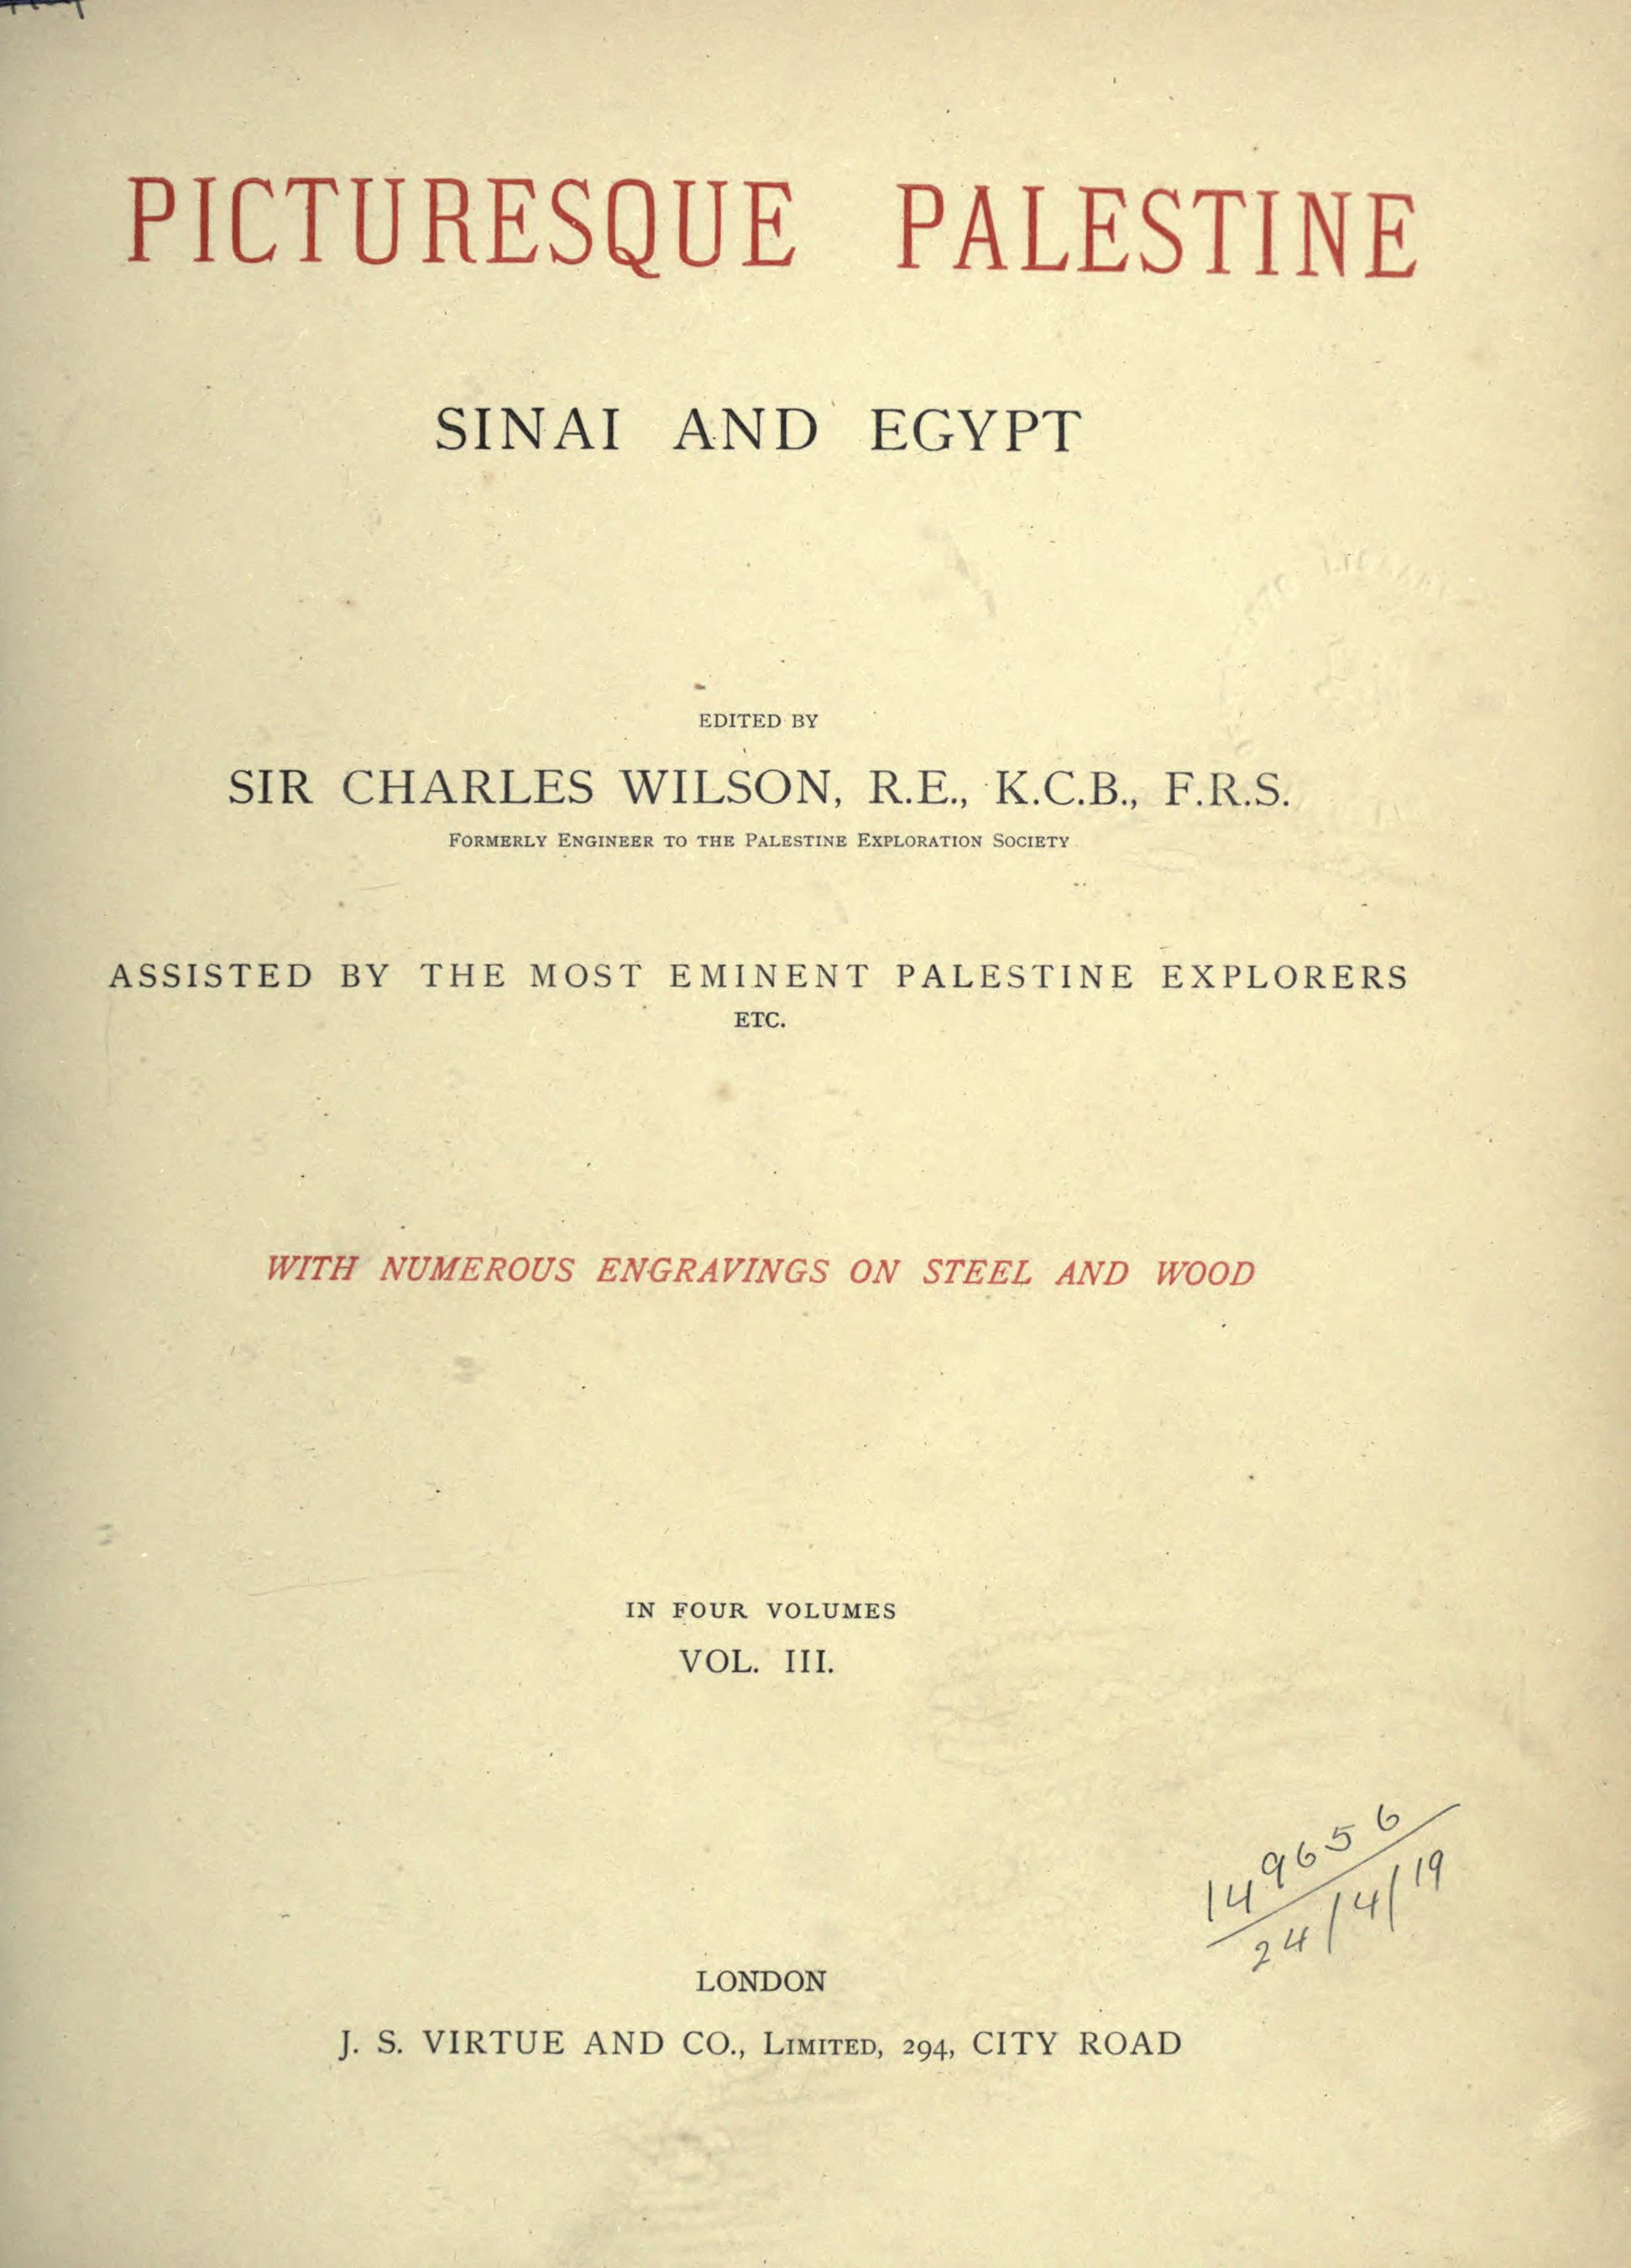 PICTURESQUE PALESTINE
SINAI AND EGYPT
EDITED BY
SIR CHARLES WILSON, R.E., K.C.B., F.R.S.
FORMERLY ENGINEER TO THE PALESTINE EXPLORATION SOCIETY
ASSISTED BY THE MOST EMINENT PALESTINE EXPLORERS
ETC.
WITH NUMEROUS ENGRAVINGS ON STEEL AND WOOD
IN FOUR VOLUMES
VOL. III.
149656
24/4/19
LONDON
J. S. VIRTUE AND CO., LIMITED, 294, CITY ROAD